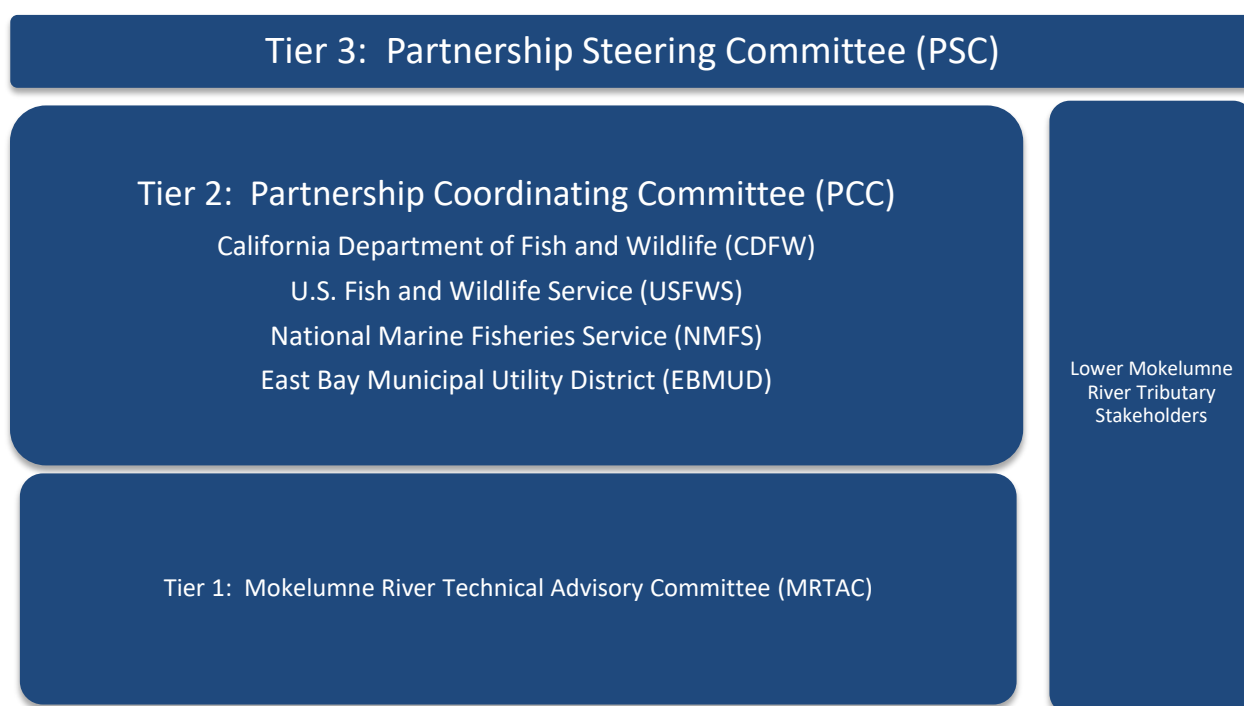 Tier 3: Partnership Steering Committee (PSC)
Tier 2: Partnership Coordinating Committee (PCC)
California Department of Fish and Wildlife (CDFW)
U.S. Fish and Wildlife Service (USFWS)
National Marine Fisheries Service (NMFS)
East Bay Municipal Utility District (EBMUD)
Tier 1: Mokelumne River Technical Advisory Committee (MRTAC)
Lower Mokelumne
River Tributary
Stakeholders